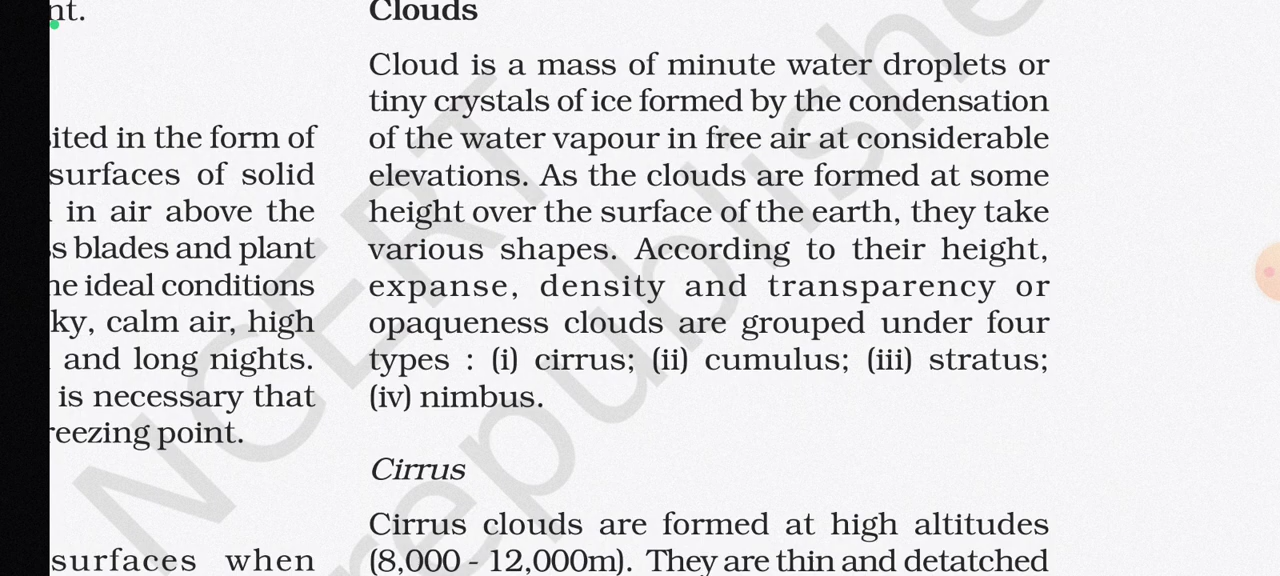 nt.
ited in the form of
surfaces of solid
in air above the
s blades and plant
ne ideal conditions
ky, calm air, high
and long nights.
is necessary that
reezing point.
surfaces when
Clouds
Cloud is a mass of minute water droplets or
tiny crystals of ice formed by the condensation
of the water vapour in free air at considerable
elevations. As the clouds are formed at some
height over the surface of the earth, they take
various shapes. According to their height,
expanse, density and transparency or
opaqueness clouds are grouped under four
types : (i) cirrus; (ii) cumulus; (iii) stratus;
(iv) nimbus.
Cirrus
Cirrus clouds are formed at high altitudes
(8,000 - 12,000m). They are thin and detatched
NCERT
republishe